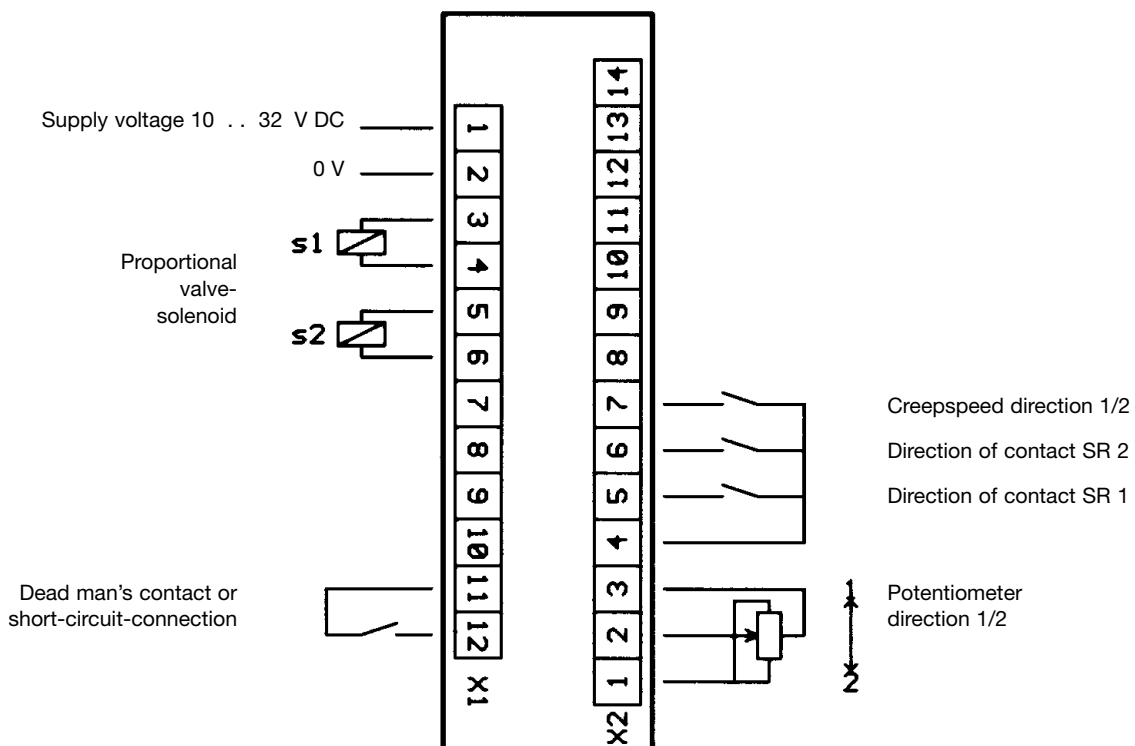 Supply voltage 10 . . 32 V DC
0 V
s1
Proportional
valve-
solenoid
s2
Dead man’s contact or
short-circuit-connection
1
2
3
4
5
6
7
8
9
10
11
12
X1
14
13
12
11
10
9
8
7
6
5
4
3
2
1
X2
Creepspeed direction 1/2
Direction of contact SR 2
Direction of contact SR 1
1
2
Potentiometer
direction 1/2